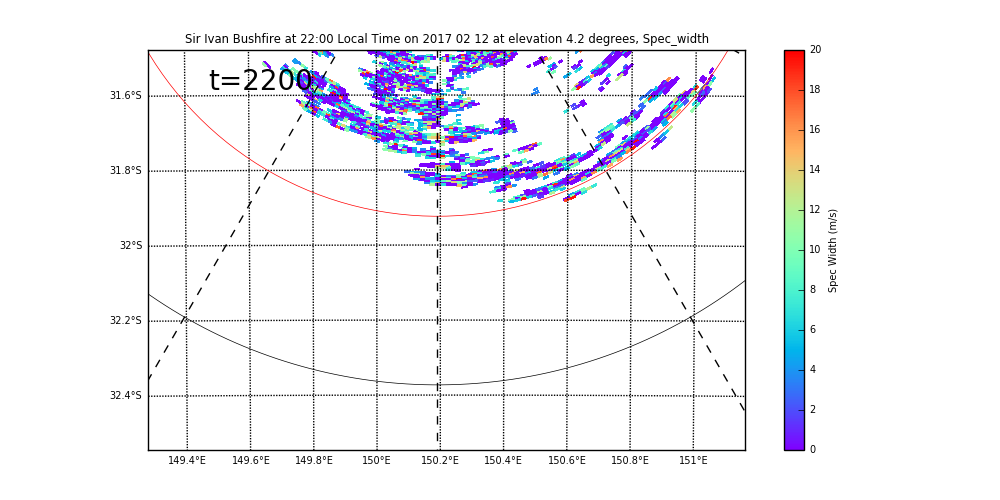 Sir Ivan Bushfire at 22:00 Local Time on 2017 02 12 at elevation 4.2 degrees, Spec_width
t=2200
31.6°S
31.8°S
32°S
32.2°S
32.4°S
149.4°E 149.6°E 149.8°E 150°E 150.2°E 150.4°E 150.6°E 150.8°E 151°E
20
18
16
14
12
10
8
6
4
2
0
Spec Width (m/s)